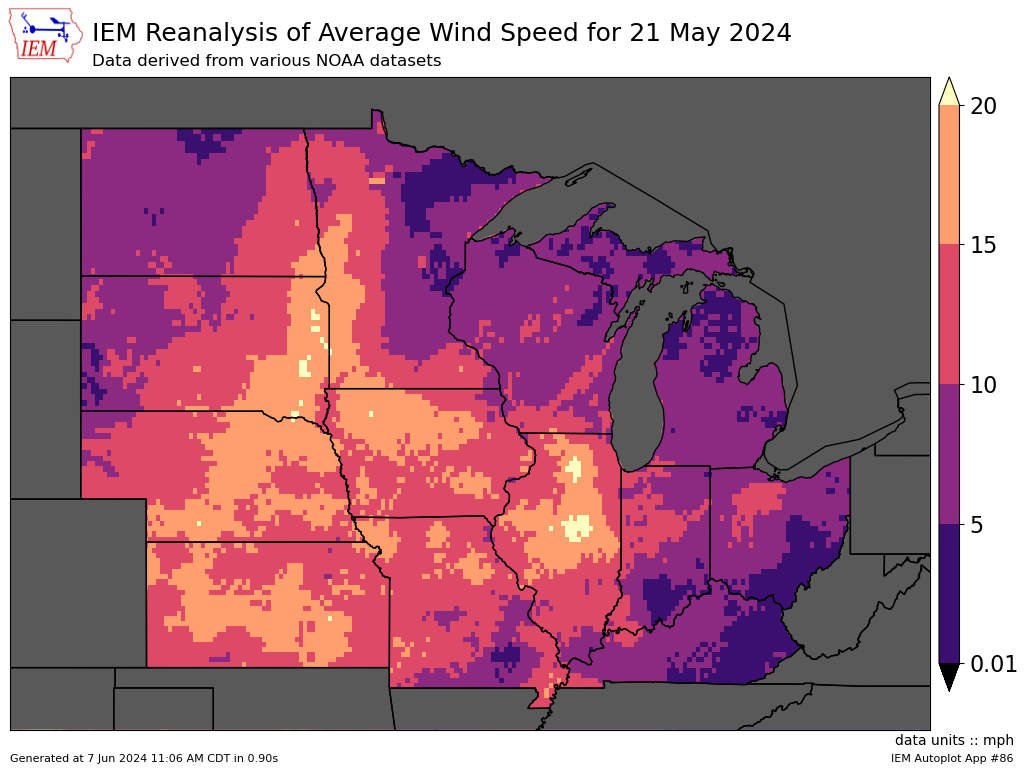 IEM
IEM Reanalysis of Average Wind Speed for 21 May 2024
Data derived from various NOAA datasets
20
15
10
5
0.01
data units :: mph
Generated at 7 Jun 2024 11:06 AM CDT in 0.90s
IEM Autoplot App #86